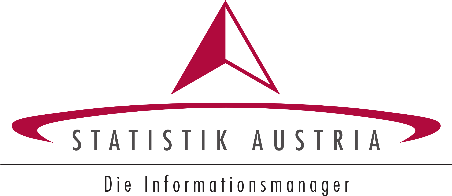 STATISTIK AUSTRIA
Die Informationsmanager